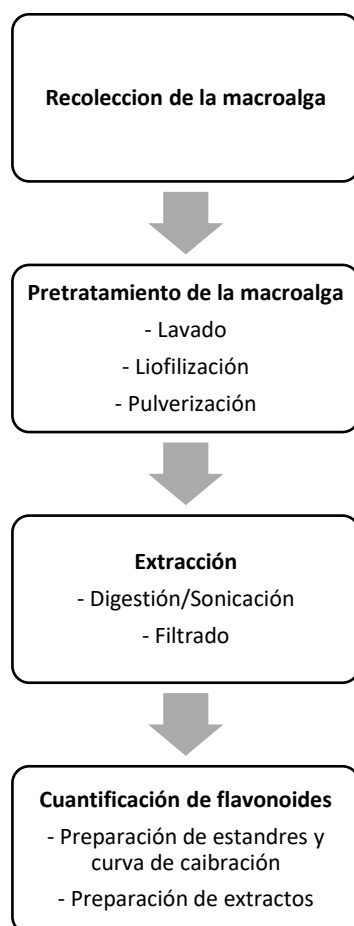 Recoleccion de la macroalga
Pretratamiento de la macroalga
- Lavado
- Liofilización
- Pulverización
Extracción
- Digestión/Sonicación
- Filtrado
Cuantificación de flavonoides
- Preparación de estandres y
curva de caibración
- Preparación de extractos